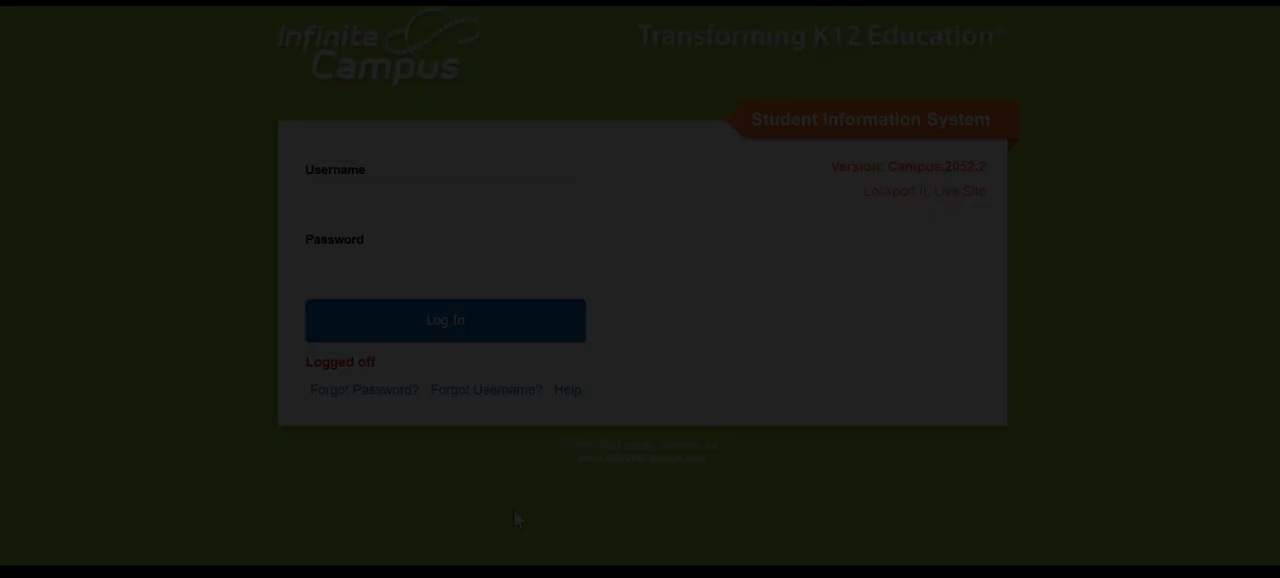 Infinite
Campus
Transforming K12 Education®
Student Information System
Username
Version: Campus.2052.2
Lockport IL Live Site
Password
Log In
Logged off
Forgot Password? Forgot Username? Help